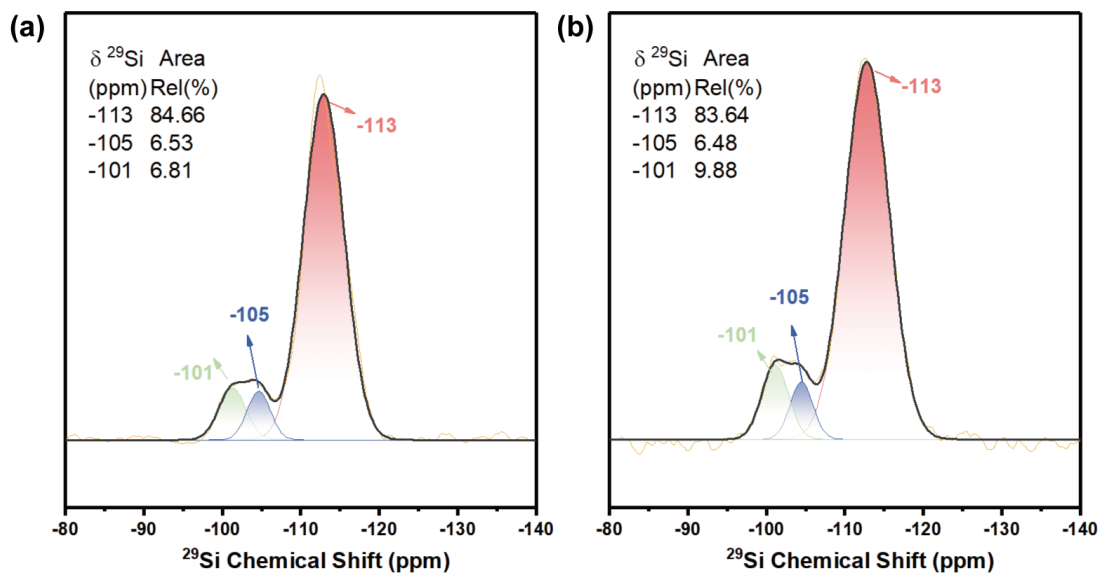 (a)
δ ²⁹Si Area
(ppm) Rel(%)
-113 84.66
-105 6.53
-101 6.81
-113
-105
-101
-80 -90 -100 -110 -120 -130 -140
²⁹Si Chemical Shift (ppm)
(b)
δ ²⁹Si Area
(ppm) Rel(%)
-113 83.64
-105 6.48
-101 9.88
-113
-105
-101
-80 -90 -100 -110 -120 -130 -140
²⁹Si Chemical Shift (ppm)